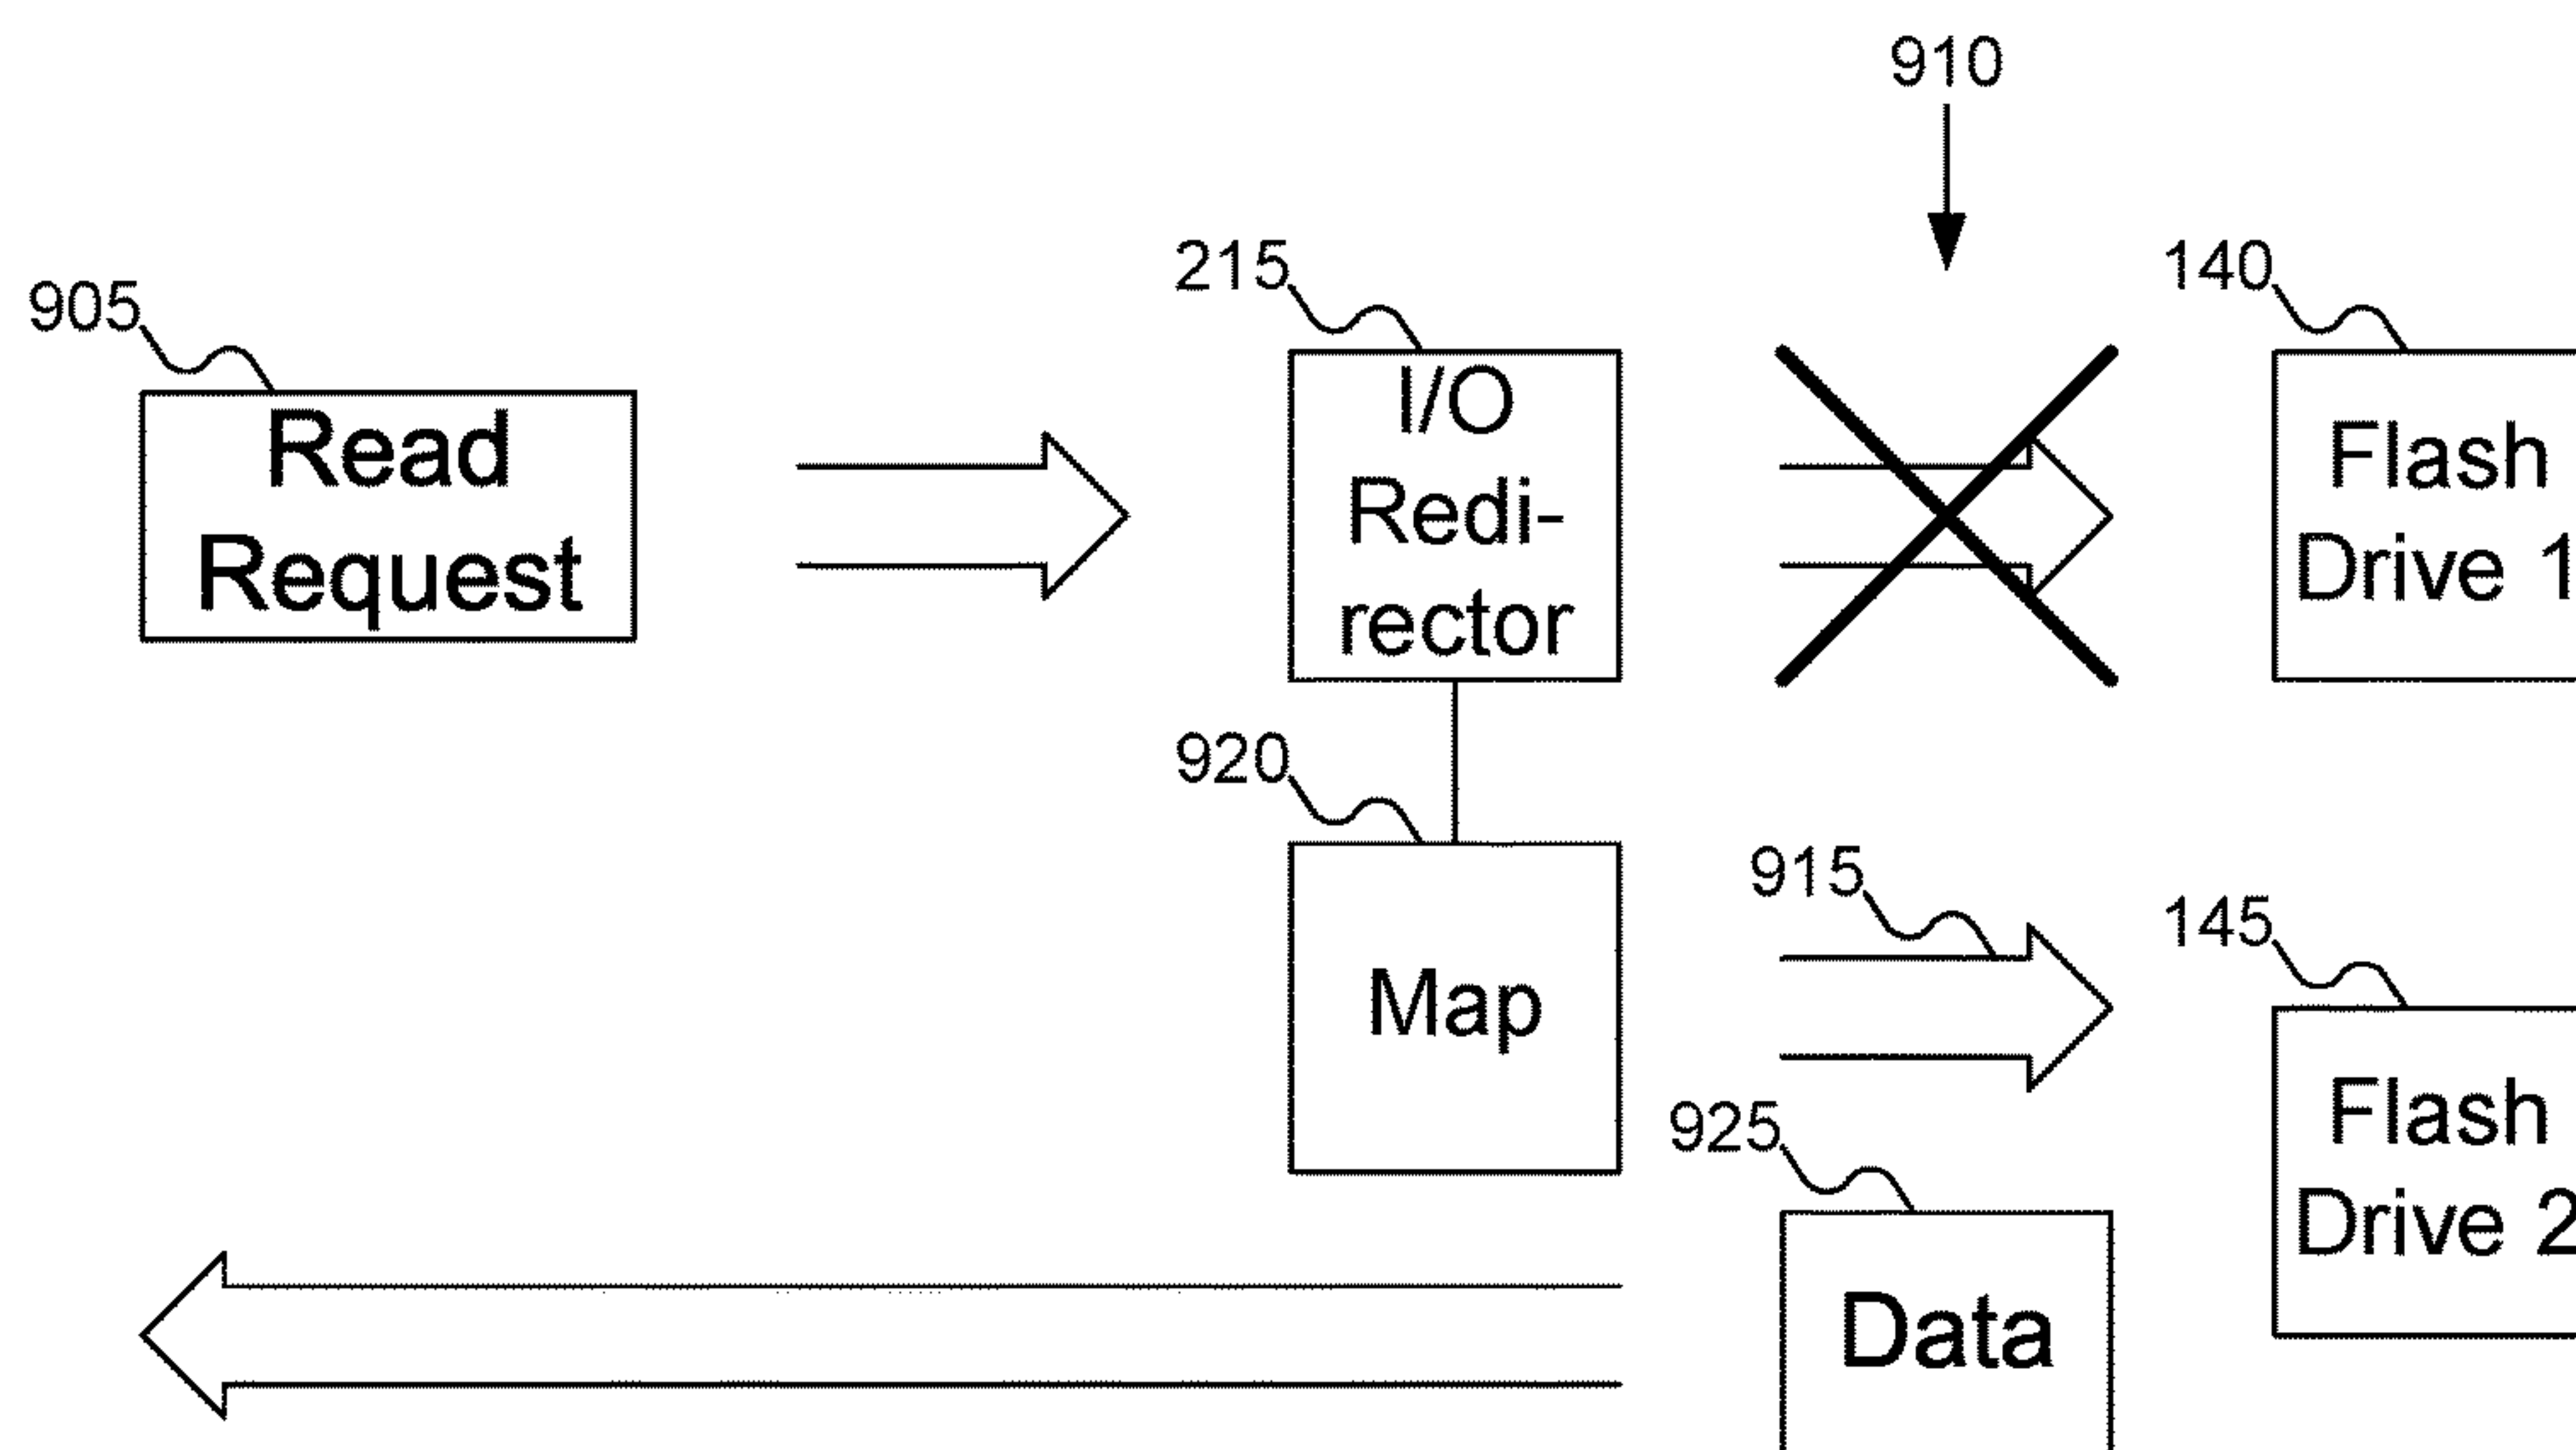 910
215
140
905
Read
Request
I/O
Redi-
rector
Flash
Drive 1
920
Map
915
145
925
Flash
Drive 2
Data